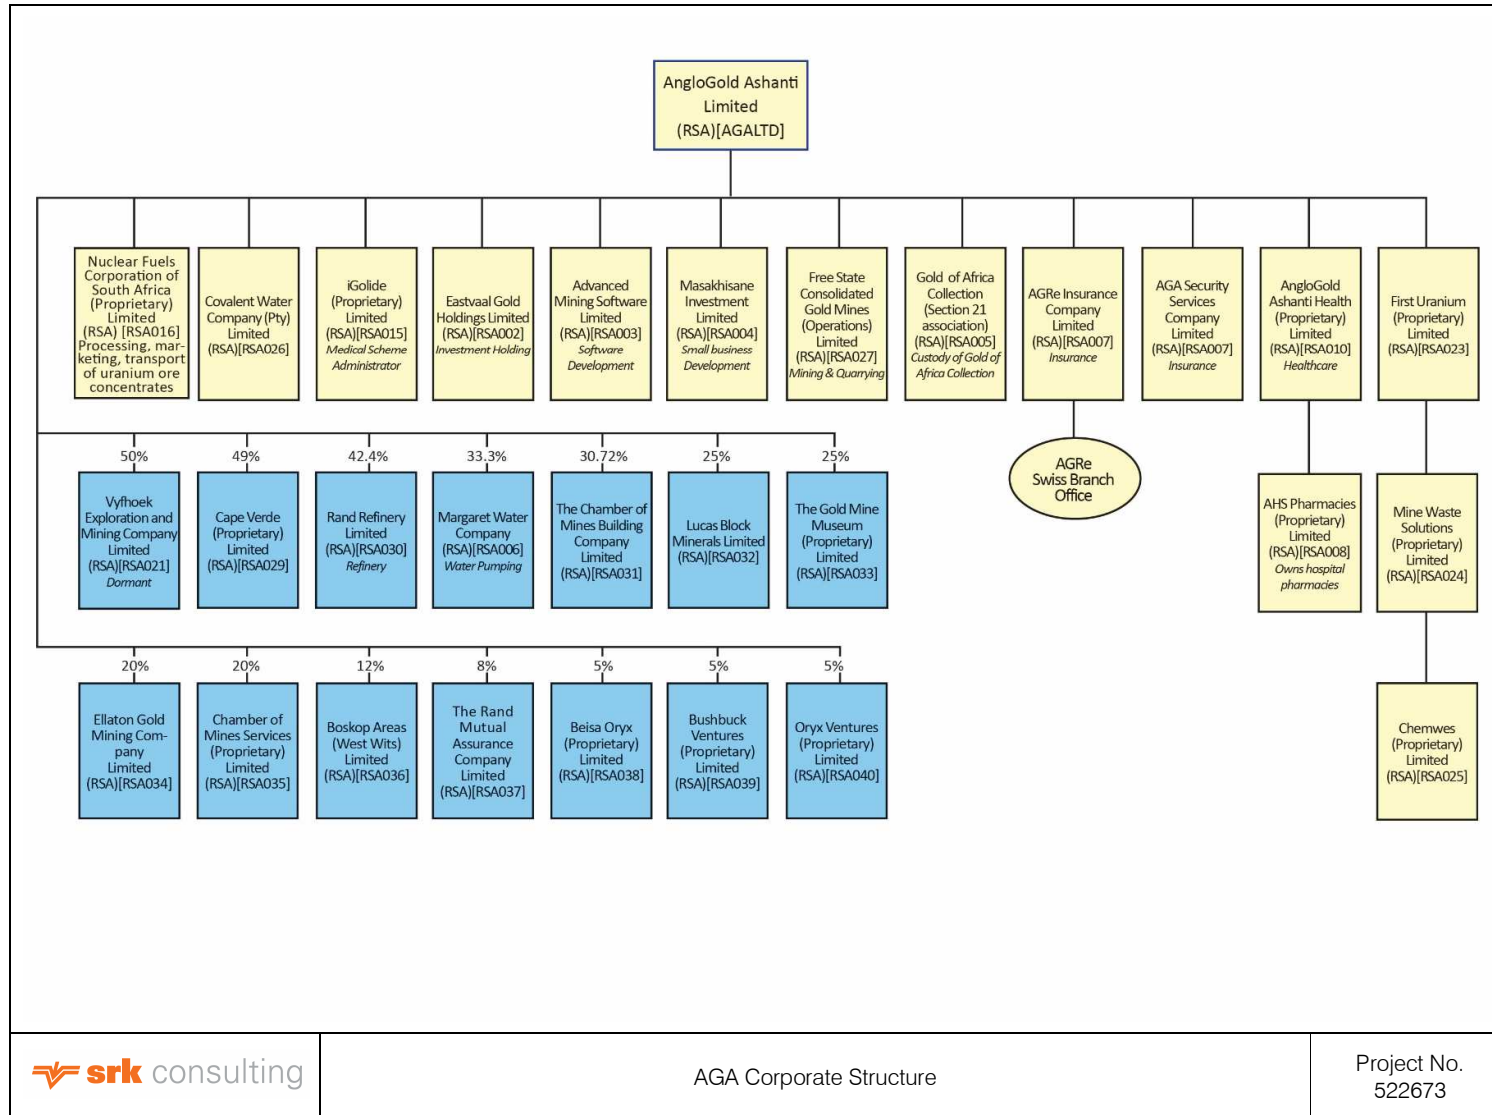 AngloGold Ashanti
Limited
(RSA)[AGALTD]
Nuclear Fuels
Corporation of
South Africa
(Proprietary)
Limited
(RSA) [RSA016]
Processing, mar-
keting, transport
of uranium ore
concentrates
Covalent Water
Company (Pty)
Limited
(RSA)[RSA026]
iGolide
(Proprietary)
Limited
(RSA)[RSA015]
Medical Scheme
Administrator
Eastvaal Gold
Holdings Limited
(RSA)[RSA002]
Investment Holding
Advanced
Mining Software
Limited
(RSA)[RSA003]
Software
Development
Masakhisane
Investment
Limited
(RSA)[RSA004]
Small business
Development
Free State
Consolidated
Gold Mines
(Operations)
Limited
(RSA)[RSA027]
Mining & Quarrying
Gold of Africa
Collection
(Section 21
association)
(RSA)[RSA005]
Custody of Gold of
Africa Collection
AGRe Insurance
Company
Limited
(RSA)[RSA007]
Insurance
AGA Security
Services
Company
Limited
(RSA)[RSA007]
Insurance
AngloGold
Ashanti Health
(Proprietary)
Limited
(RSA)[RSA010]
Healthcare
First Uranium
(Proprietary)
Limited
(RSA)[RSA023]
AGRe
Swiss Branch
Office
AHS Pharmacies
(Proprietary)
Limited
(RSA)[RSA008]
Owns hospital
pharmacies
Mine Waste
Solutions
(Proprietary)
Limited
(RSA)[RSA024]
Chemwes
(Proprietary)
Limited
(RSA)[RSA025]
50%
Vyfhoek
Exploration and
Mining Company
Limited
(RSA)[RSA021]
Dormant
49%
Cape Verde
(Proprietary)
Limited
(RSA)[RSA029]
42.4%
Rand Refinery
Limited
(RSA)[RSA030]
Refinery
33.3%
Margaret Water
Company
(RSA)[RSA006]
Water Pumping
30.72%
The Chamber of
Mines Building
Company
Limited
(RSA)[RSA031]
25%
Lucas Block
Minerals Limited
(RSA)[RSA032]
25%
The Gold Mine
Museum
(Proprietary)
Limited
(RSA)[RSA033]
20%
Ellaton Gold
Mining Com-
pany
Limited
(RSA)[RSA034]
20%
Chamber of
Mines Services
(Proprietary)
Limited
(RSA)[RSA035]
12%
Boskop Areas
(West Wits)
Limited
(RSA)[RSA036]
8%
The Rand
Mutual
Assurance
Company
Limited
(RSA)[RSA037]
5%
Beisa Oryx
(Proprietary)
Limited
(RSA)[RSA038]
5%
Bushbuck
Ventures
(Proprietary)
Limited
(RSA)[RSA039]
5%
Oryx Ventures
(Proprietary)
Limited
(RSA)[RSA040]
srk consulting
AGA Corporate Structure
Project No.
522673